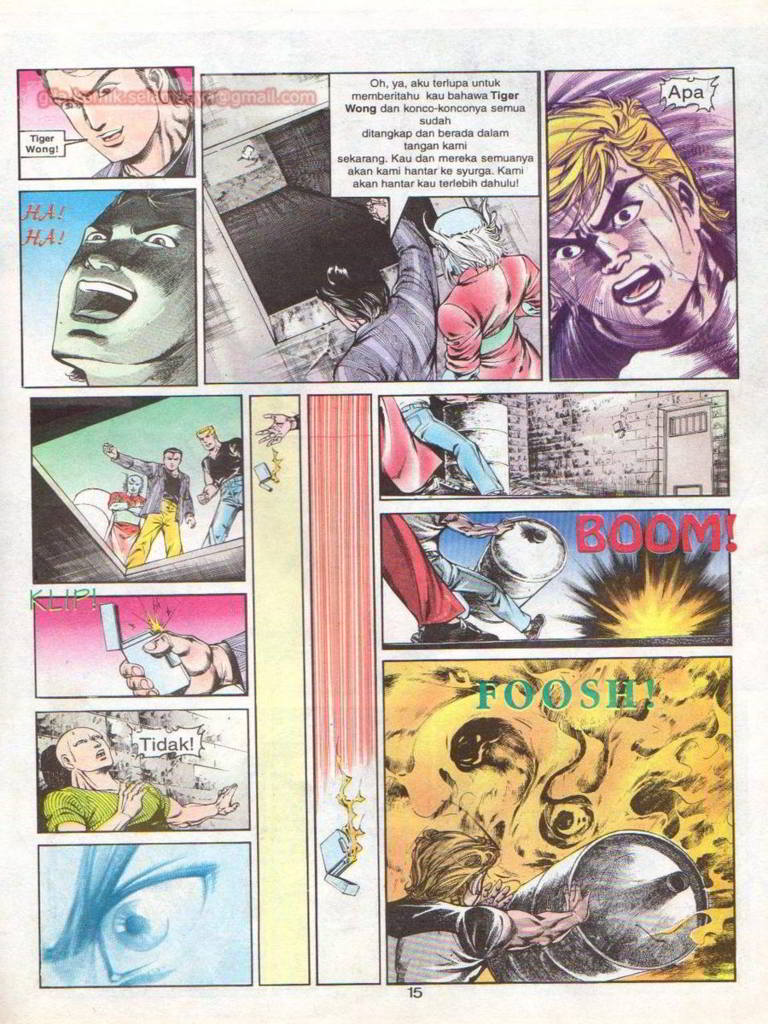 Tiger
Wong!
Oh, ya, aku terlupa untuk
memberitahu kau bahawa Tiger
Wong dan konco-konconya semua
sudah
ditangkap dan berada dalam
tangan kami
sekarang. Kau dan mereka semuanya
akan kami hantar ke syurga. Kami
akan hantar kau terlebih dahulu!
Apa
HA!
HA!
KLIP!
Tidak!
BOOM!
FOOSH!
15